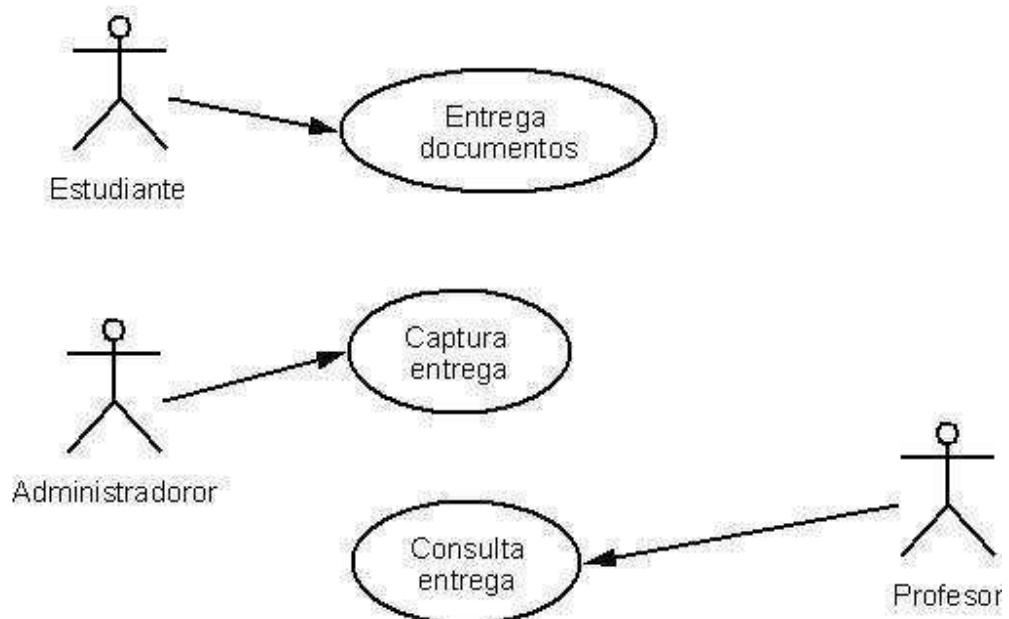 Entrega
documentos
Estudiante
Captura
entrega
Administradoror
Consulta
entrega
Profesor